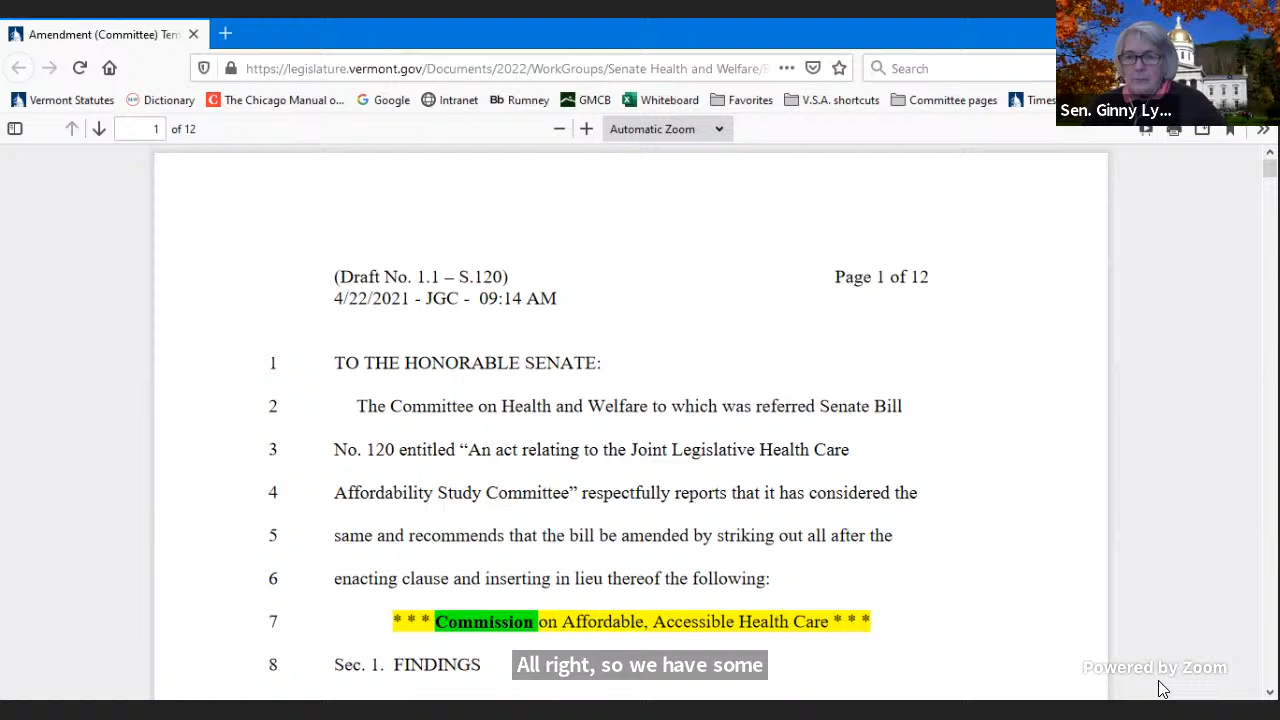 Amendment (Committee) Tem
https://legislature.vermont.gov/Documents/2022/WorkGroups/Senate Health and Welfare/
Search
Sen. Ginny Ly...
Vermont Statutes Dictionary The Chicago Manual o... Google Intranet Bb Rumney GMCB Whiteboard Favorites V.S.A. shortcuts Committee pages Times
1 of 12 Automatic Zoom
(Draft No. 1.1 – S.120) Page 1 of 12
4/22/2021 - JGC - 09:14 AM
1 TO THE HONORABLE SENATE:
2 The Committee on Health and Welfare to which was referred Senate Bill
3 No. 120 entitled “An act relating to the Joint Legislative Health Care
4 Affordability Study Committee” respectfully reports that it has considered the
5 same and recommends that the bill be amended by striking out all after the
6 enacting clause and inserting in lieu thereof the following:
7 * * * Commission on Affordable, Accessible Health Care * * *
8 Sec. 1. FINDINGS
All right, so we have some
Powered by Zoom